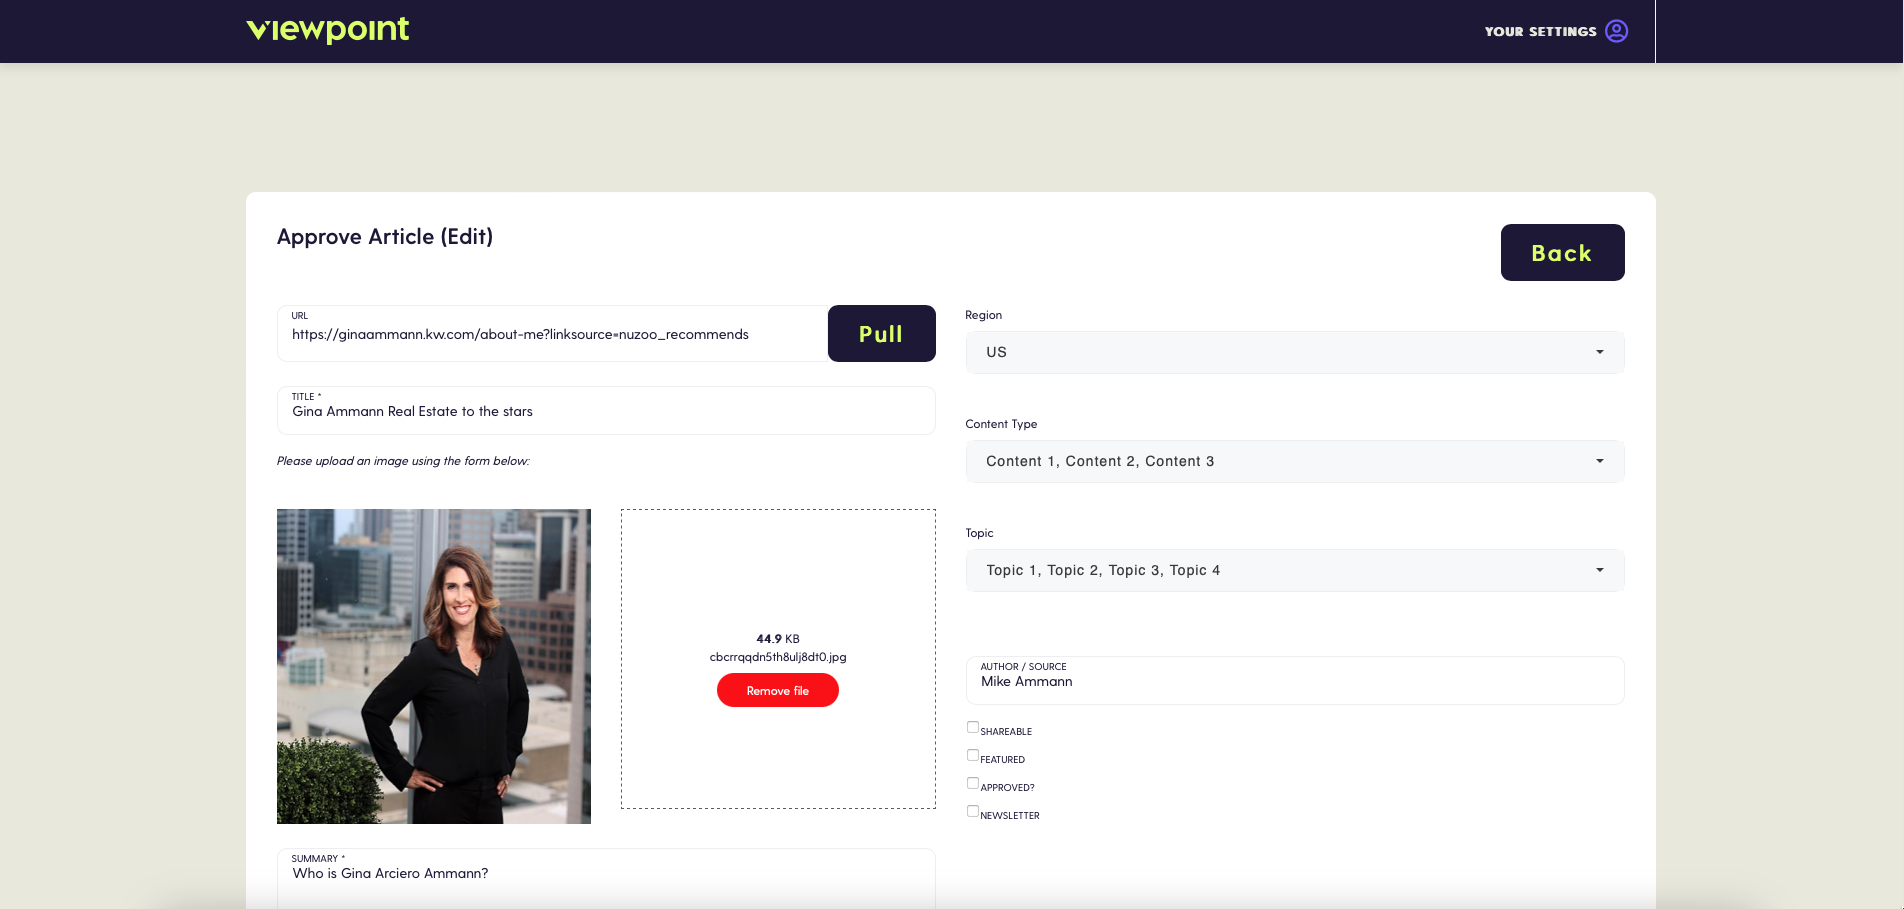 viewpoint
YOUR SETTINGS
Approve Article (Edit)
Back
URL
https://ginaammann.kw.com/about-me?linksource=nuzoo_recommends
Pull
TITLE *
Gina Ammann Real Estate to the stars
Please upload an image using the form below:
44.9 KB
cbcrrqqdn5th8ulj8dt0.jpg
Remove file
SUMMARY *
Who is Gina Arciero Ammann?
Region
US
Content Type
Content 1, Content 2, Content 3
Topic
Topic 1, Topic 2, Topic 3, Topic 4
AUTHOR / SOURCE
Mike Ammann
SHAREABLE
FEATURED
APPROVED?
NEWSLETTER